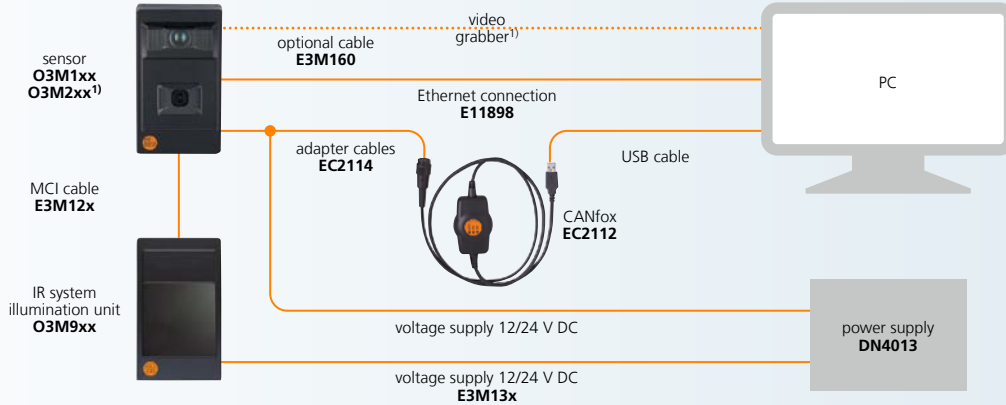 video
grabber¹⁾
optional cable
E3M160
sensor
O3M1xx
O3M2xx¹⁾
PC
Ethernet connection
E11898
adapter cables
EC2114
USB cable
MCI cable
E3M12x
CANfox
EC2112
IR system
illumination unit
O3M9xx
voltage supply 12/24 V DC
power supply
DN4013
voltage supply 12/24 V DC
E3M13x